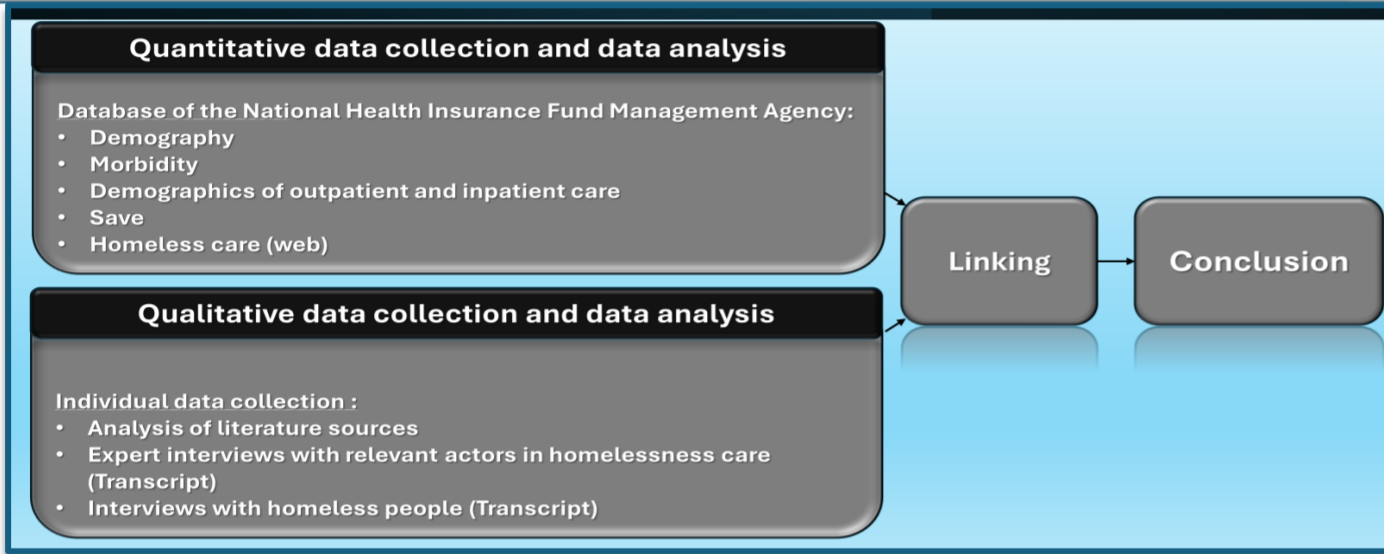 Quantitative data collection and data analysis
Database of the National Health Insurance Fund Management Agency:
• Demography
• Morbidity
• Demographics of outpatient and inpatient care
• Save
• Homeless care (web)
Qualitative data collection and data analysis
Individual data collection :
• Analysis of literature sources
• Expert interviews with relevant actors in homelessness care
(Transcript)
• Interviews with homeless people (Transcript)
Linking
Conclusion